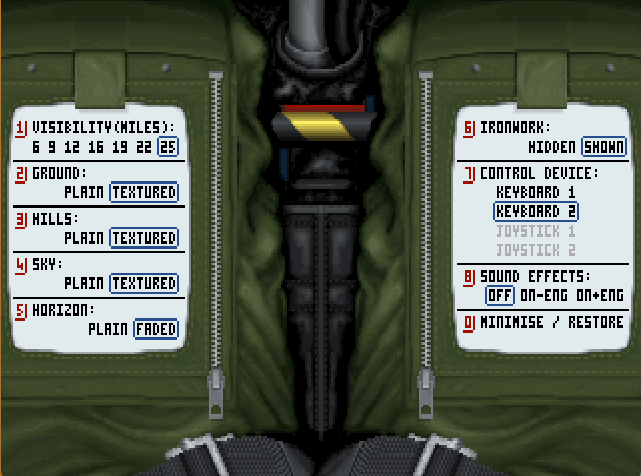 1) VISIBILITY(MILES):
6 9 12 16 19 22 25
2) GROUND:
PLAIN TEXTURED
3) HILLS:
PLAIN TEXTURED
4) SKY:
PLAIN TEXTURED
5) HORIZON:
PLAIN FADED
6) IRONWORK:
HIDDEN SHOWN
7) CONTROL DEVICE:
KEYBOARD 1
KEYBOARD 2
JOYSTICK 1
JOYSTICK 2
8) SOUND EFFECTS:
OFF ON-ENG ON+ENG
0) MINIMISE / RESTORE